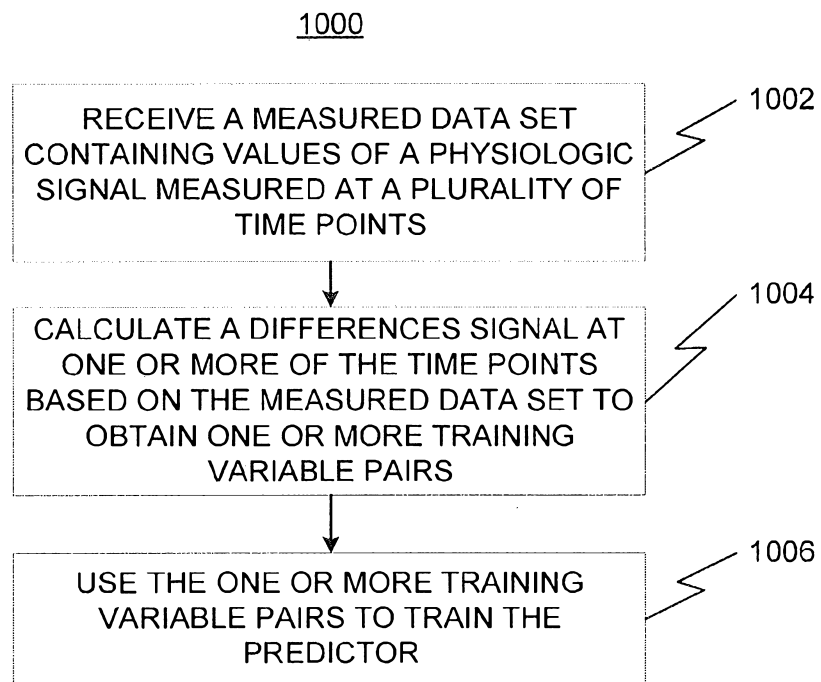 1000
RECEIVE A MEASURED DATA SET
CONTAINING VALUES OF A PHYSIOLOGIC
SIGNAL MEASURED AT A PLURALITY OF
TIME POINTS
1002
CALCULATE A DIFFERENCES SIGNAL AT
ONE OR MORE OF THE TIME POINTS
BASED ON THE MEASURED DATA SET TO
OBTAIN ONE OR MORE TRAINING
VARIABLE PAIRS
1004
USE THE ONE OR MORE TRAINING
VARIABLE PAIRS TO TRAIN THE
PREDICTOR
1006